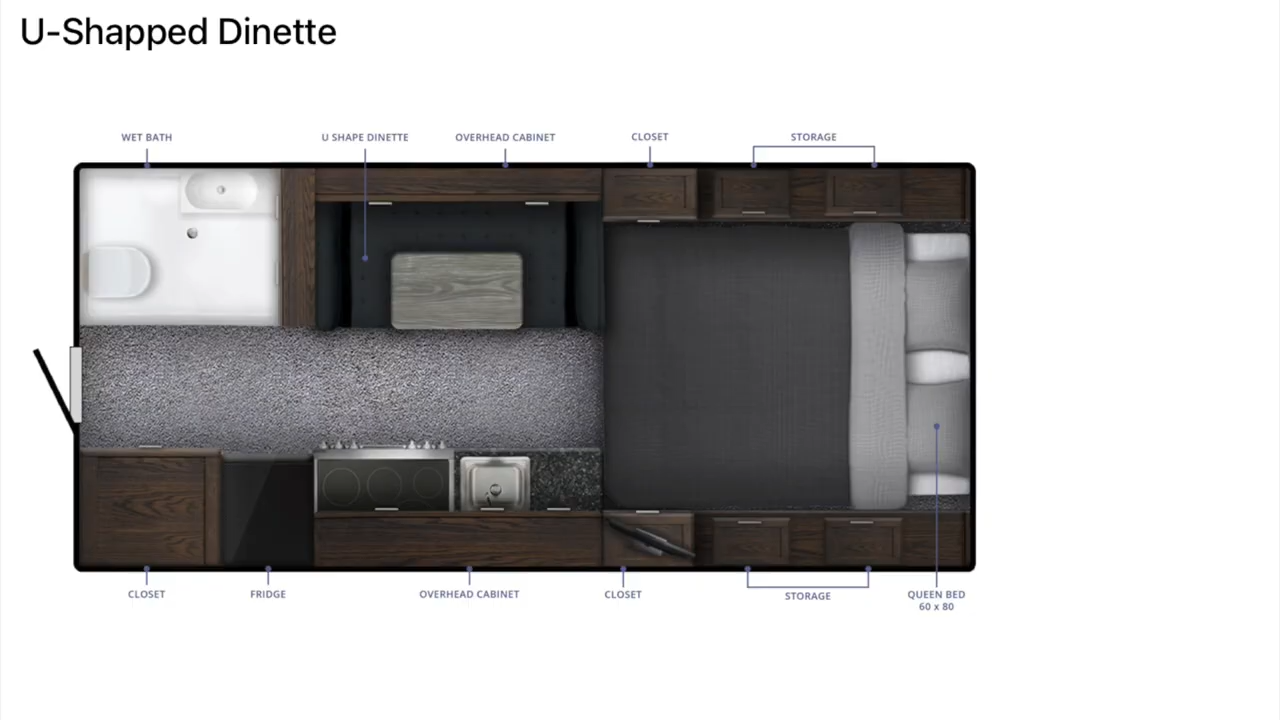 U-Shapped Dinette
WET BATH
U SHAPE DINETTE
OVERHEAD CABINET
CLOSET
STORAGE
CLOSET
FRIDGE
OVERHEAD CABINET
CLOSET
STORAGE
QUEEN BED
60 x 80